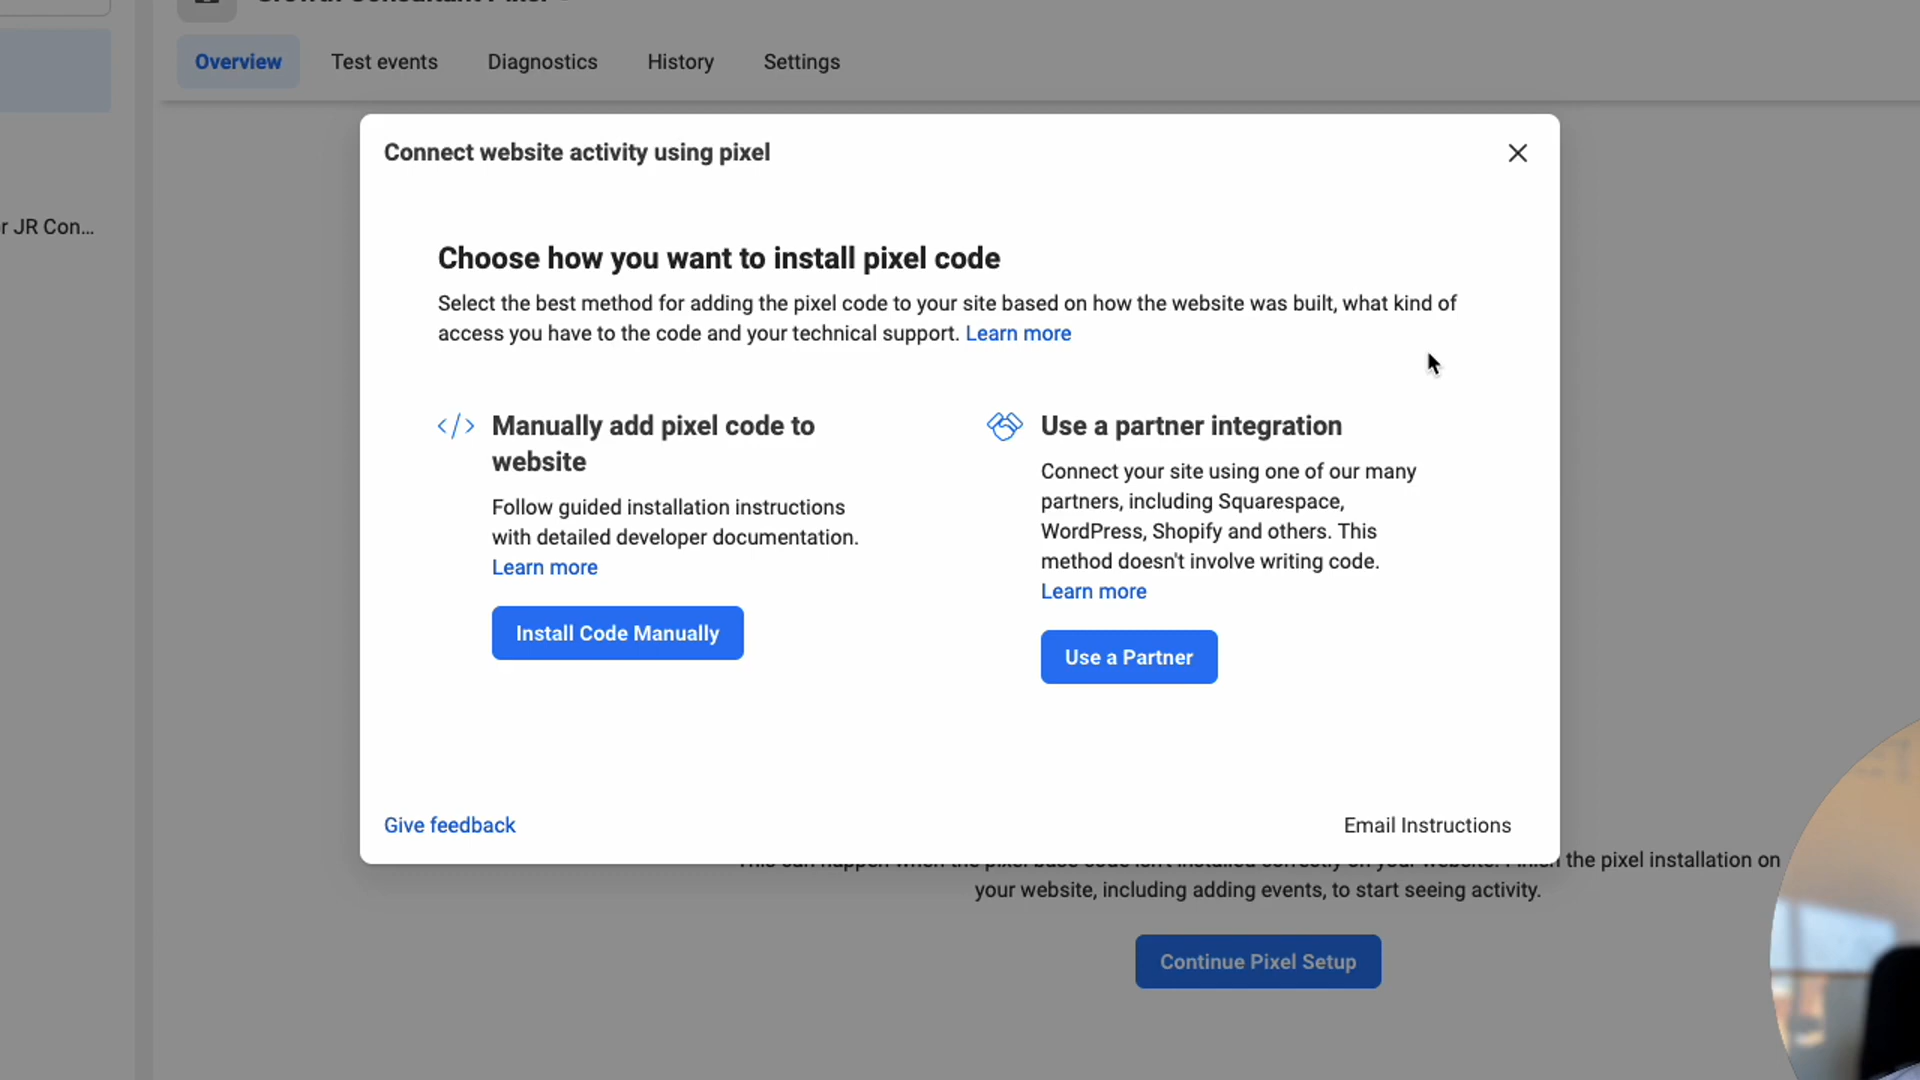 Overview Test events Diagnostics History Settings
Connect website activity using pixel
r JR Con...
Choose how you want to install pixel code
Select the best method for adding the pixel code to your site based on how the website was built, what kind of
access you have to the code and your technical support. Learn more
</> Manually add pixel code to
website
Follow guided installation instructions
with detailed developer documentation.
Learn more
Install Code Manually
Use a partner integration
Connect your site using one of our many
partners, including Squarespace,
WordPress, Shopify and others. This
method doesn't involve writing code.
Learn more
Use a Partner
Give feedback
Email Instructions
the pixel installation on
your website, including adding events, to start seeing activity.
Continue Pixel Setup